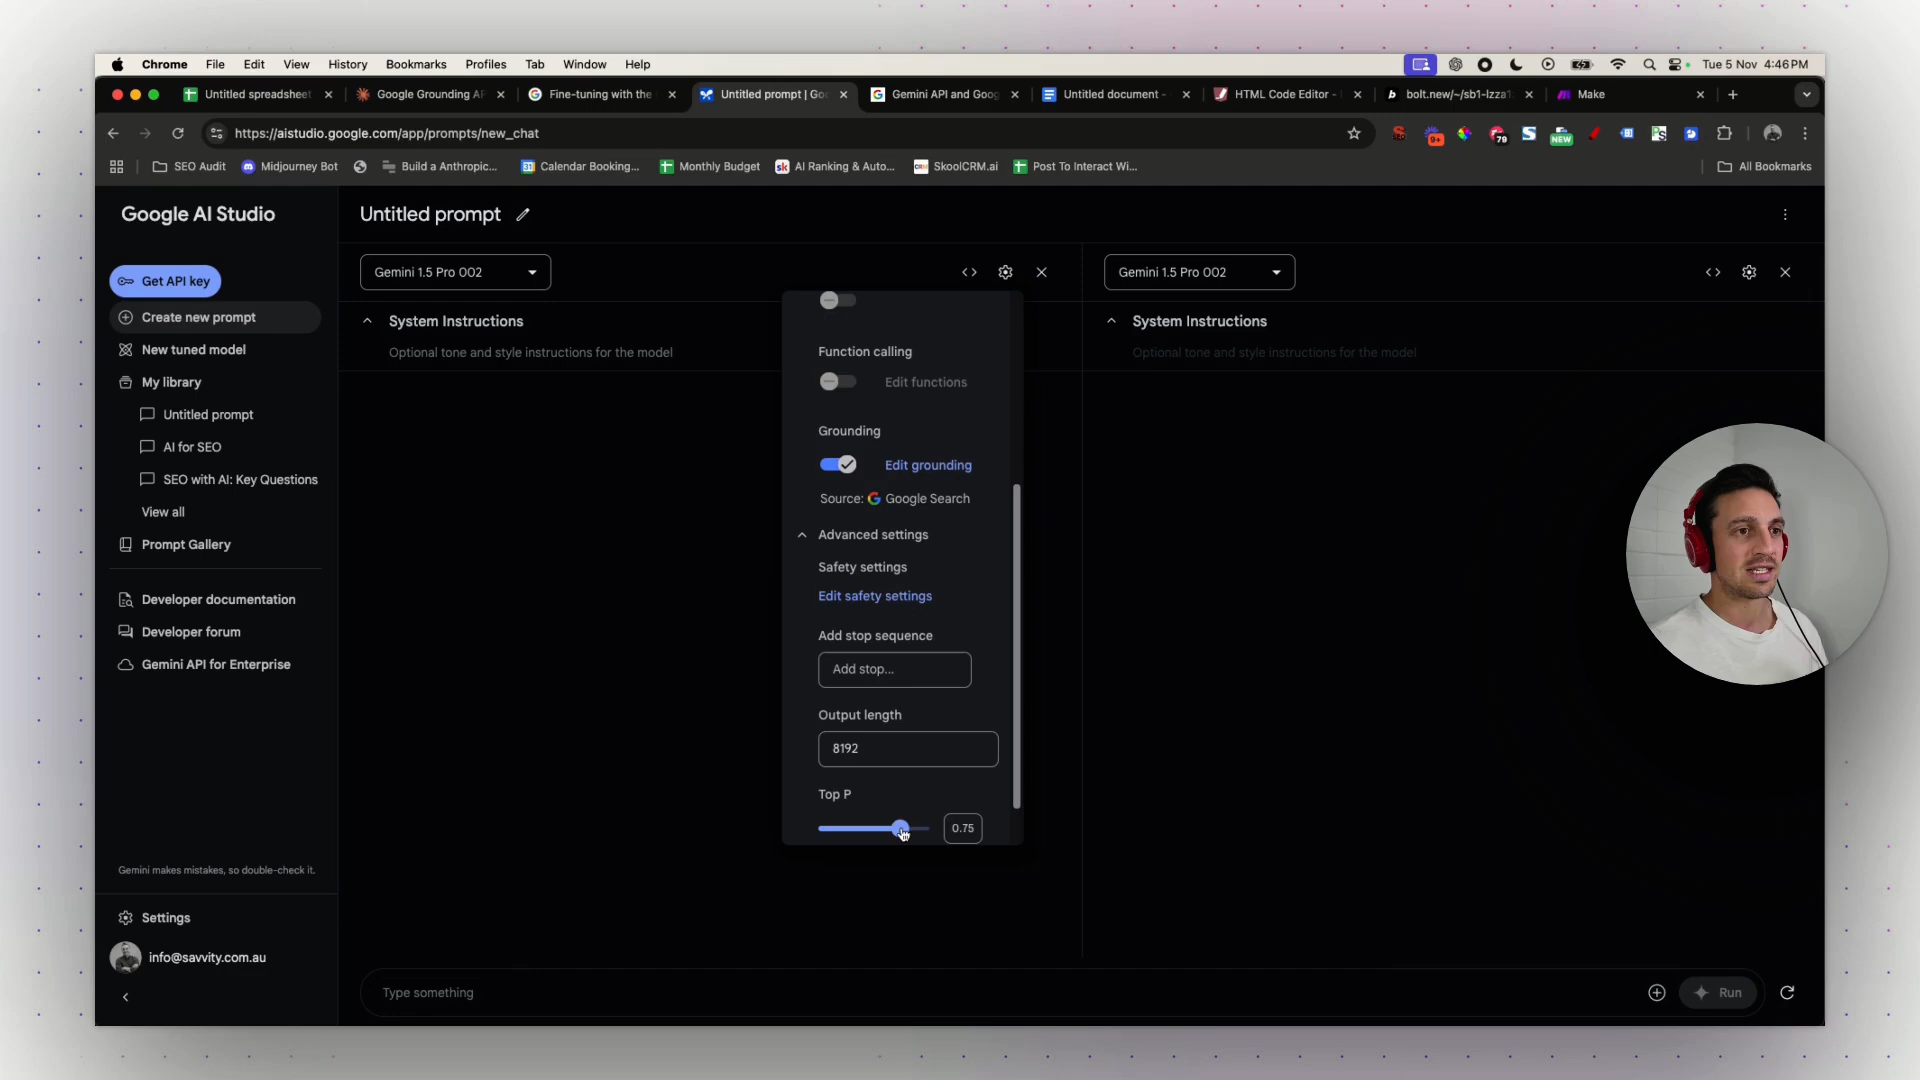 Chrome File Edit View History Bookmarks Profiles Tab Window Help
Tue 5 Nov 4:46 PM
Untitled spreadsheet
Google Grounding AP
Fine-tuning with the
Untitled prompt | Goo
Gemini API and Goog
Untitled document -
HTML Code Editor -
bolt.new/~/sb1-lzza1
Make
https://aistudio.google.com/app/prompts/new_chat
9+
79
NEW
SEO Audit
Midjourney Bot
Build a Anthropic...
Calendar Booking...
Monthly Budget
AI Ranking & Auto...
SkoolCRM.ai
Post To Interact Wi...
All Bookmarks
Google AI Studio
Get API key
Create new prompt
New tuned model
My library
Untitled prompt
AI for SEO
SEO with AI: Key Questions
View all
Prompt Gallery
Developer documentation
Developer forum
Gemini API for Enterprise
Gemini makes mistakes, so double-check it.
Settings
info@savvity.com.au
Untitled prompt
Gemini 1.5 Pro 002
System Instructions
Optional tone and style instructions for the model
Function calling
Edit functions
Grounding
Edit grounding
Source: Google Search
Advanced settings
Safety settings
Edit safety settings
Add stop sequence
Add stop...
Output length
8192
Top P
0.75
Gemini 1.5 Pro 002
System Instructions
Optional tone and style instructions for the model
Type something
Run